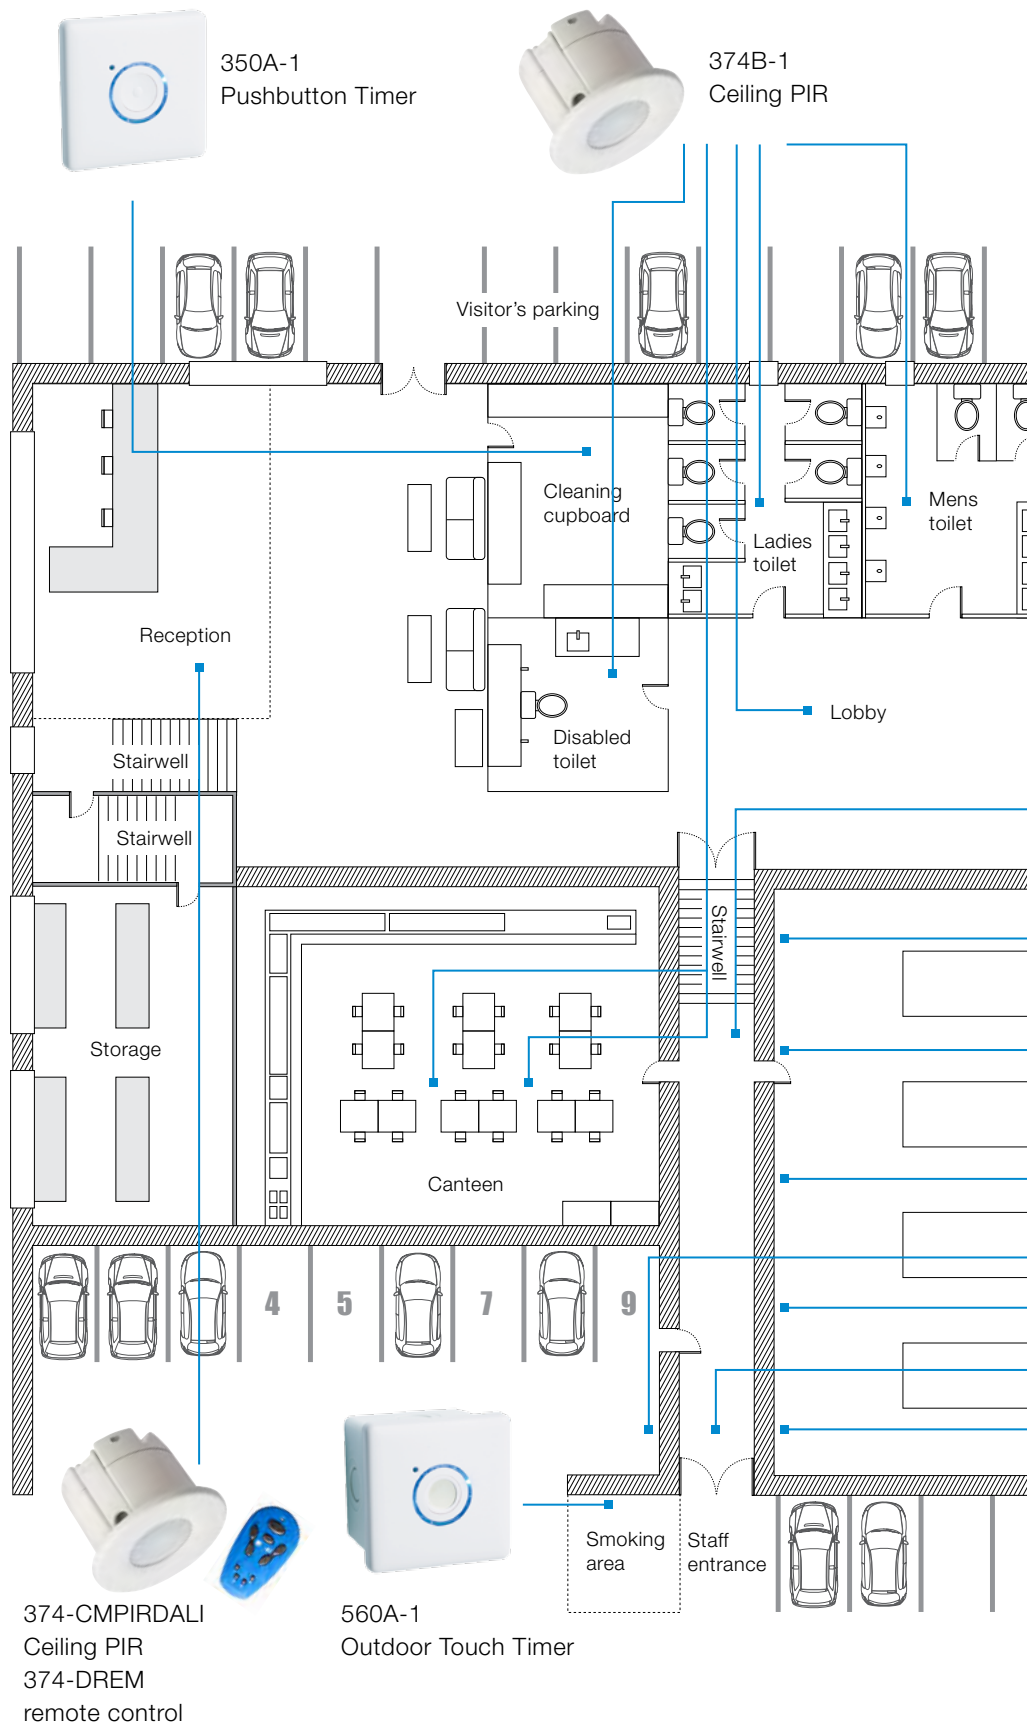 350A-1
Pushbutton Timer
374B-1
Ceiling PIR
Visitor's parking
Cleaning
cupboard
Ladies
toilet
Mens
toilet
Reception
Lobby
Disabled
toilet
Stairwell
Stairwell
Stairwell
Storage
Canteen
4
5
7
9
Smoking
area
Staff
entrance
374-CMPIRDALI
Ceiling PIR
374-DREM
remote control
560A-1
Outdoor Touch Timer